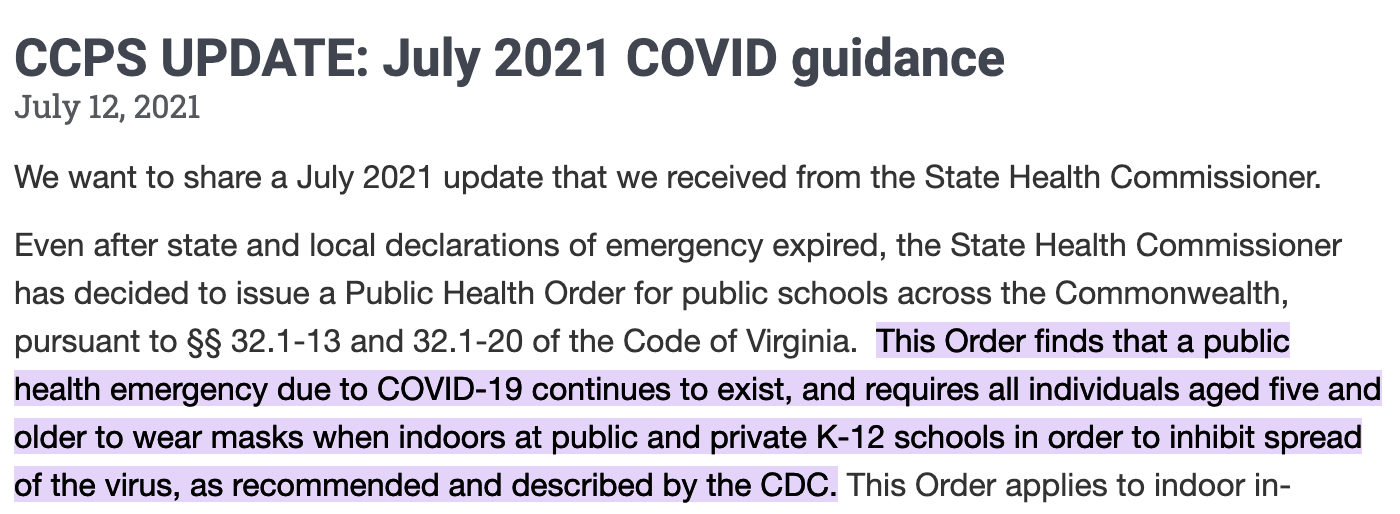 CCPS UPDATE: July 2021 COVID guidance
July 12, 2021
We want to share a July 2021 update that we received from the State Health Commissioner.
Even after state and local declarations of emergency expired, the State Health Commissioner
has decided to issue a Public Health Order for public schools across the Commonwealth,
pursuant to §§ 32.1-13 and 32.1-20 of the Code of Virginia.  This Order finds that a public
health emergency due to COVID-19 continues to exist, and requires all individuals aged five and
older to wear masks when indoors at public and private K-12 schools in order to inhibit spread
of the virus, as recommended and described by the CDC. This Order applies to indoor in-